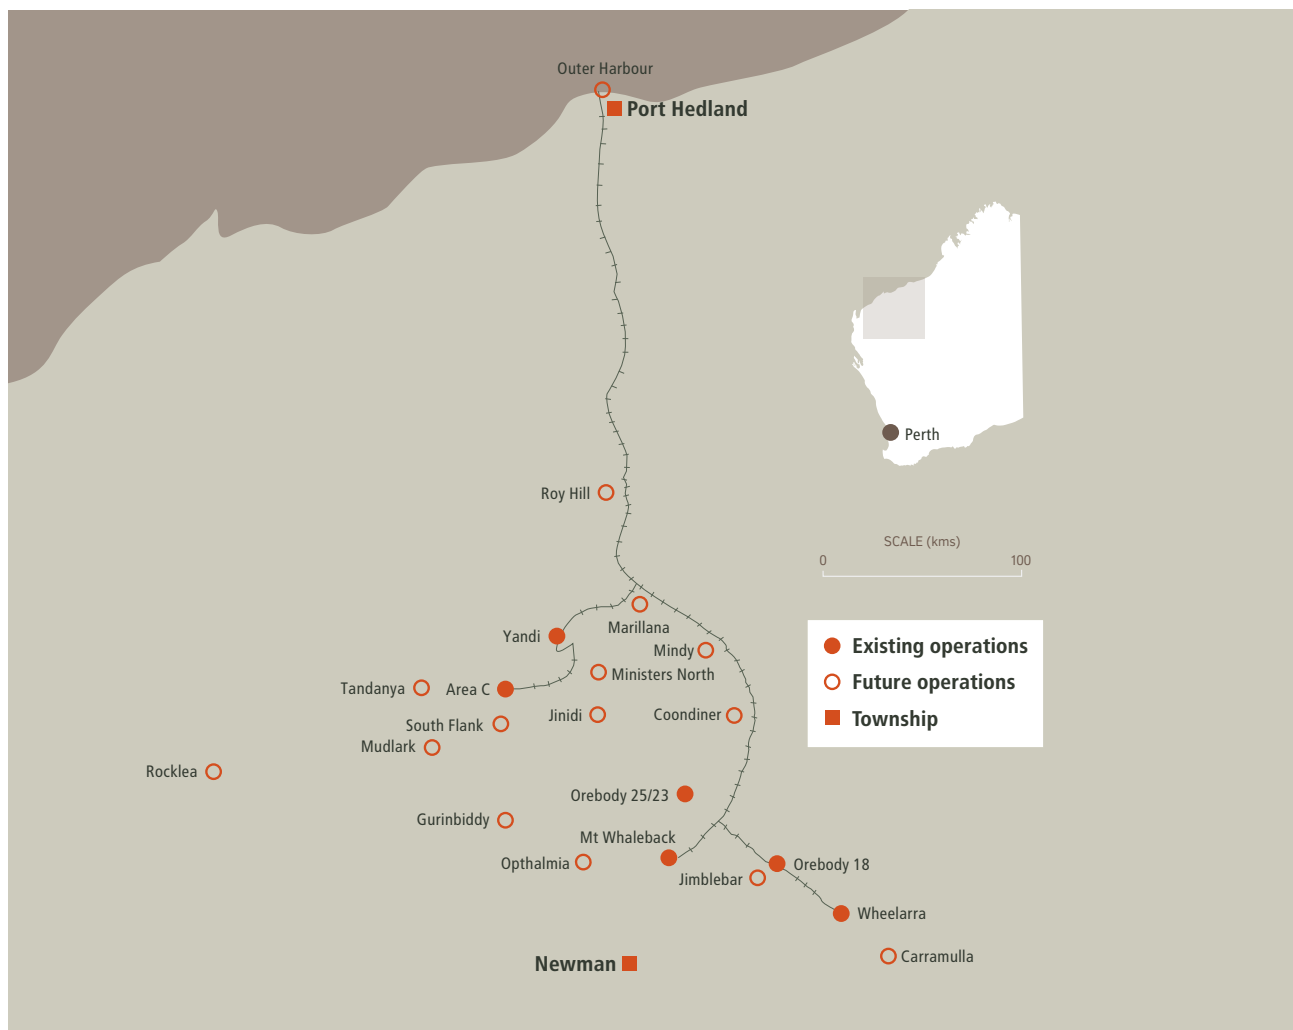 Outer Harbour
Port Hedland
Perth
Roy Hill
SCALE (kms)
0 100
Marillana
Yandi
Mindy
Existing operations
Ministers North
Future operations
Tandanya
Area C
Jinidi
Coondiner
Township
South Flank
Mudlark
Rocklea
Orebody 25/23
Gurinbiddy
Mt Whaleback
Opthalmia
Orebody 18
Jimblebar
Wheelarra
Carramulla
Newman